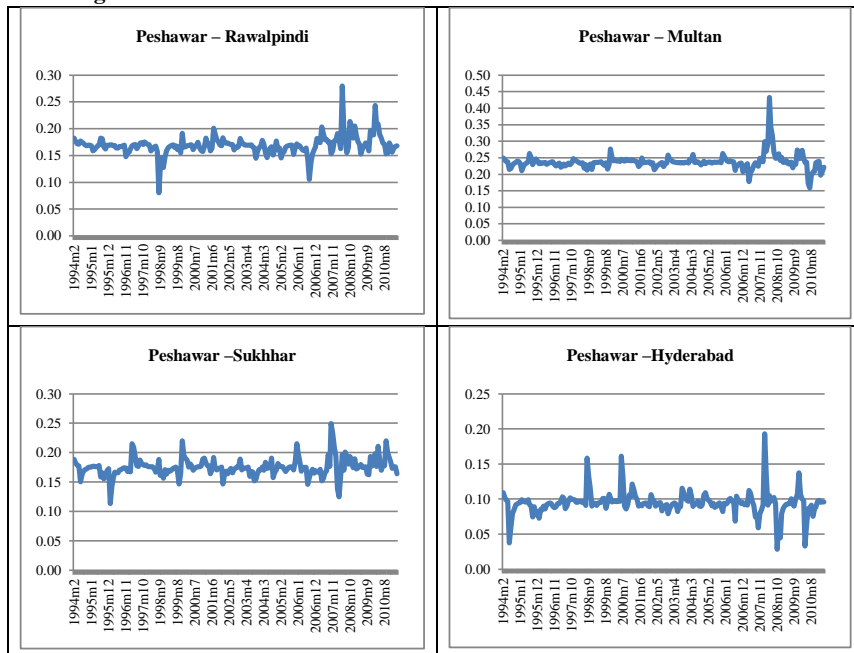 Peshawar – Rawalpindi
0.30
0.25
0.20
0.15
0.10
0.05
0.00
1994m2
1995m1
1995m12
1996m11
1997m10
1998m9
1999m8
2000m7
2001m6
2002m5
2003m4
2004m3
2005m2
2006m1
2006m12
2007m11
2008m10
2009m9
2010m8
Peshawar – Multan
0.50
0.45
0.40
0.35
0.30
0.25
0.20
0.15
0.10
0.05
0.00
1994m2
1995m1
1995m12
1996m11
1997m10
1998m9
1999m8
2000m7
2001m6
2002m5
2003m4
2004m3
2005m2
2006m1
2006m12
2007m11
2008m10
2009m9
2010m8
Peshawar –Sukhhar
0.30
0.25
0.20
0.15
0.10
0.05
0.00
1994m2
1995m1
1995m12
1996m11
1997m10
1998m9
1999m8
2000m7
2001m6
2002m5
2003m4
2004m3
2005m2
2006m1
2006m12
2007m11
2008m10
2009m9
2010m8
Peshawar –Hyderabad
0.25
0.20
0.15
0.10
0.05
0.00
1994m2
1995m1
1995m12
1996m11
1997m10
1998m9
1999m8
2000m7
2001m6
2002m5
2003m4
2004m3
2005m2
2006m1
2006m12
2007m11
2008m10
2009m9
2010m8